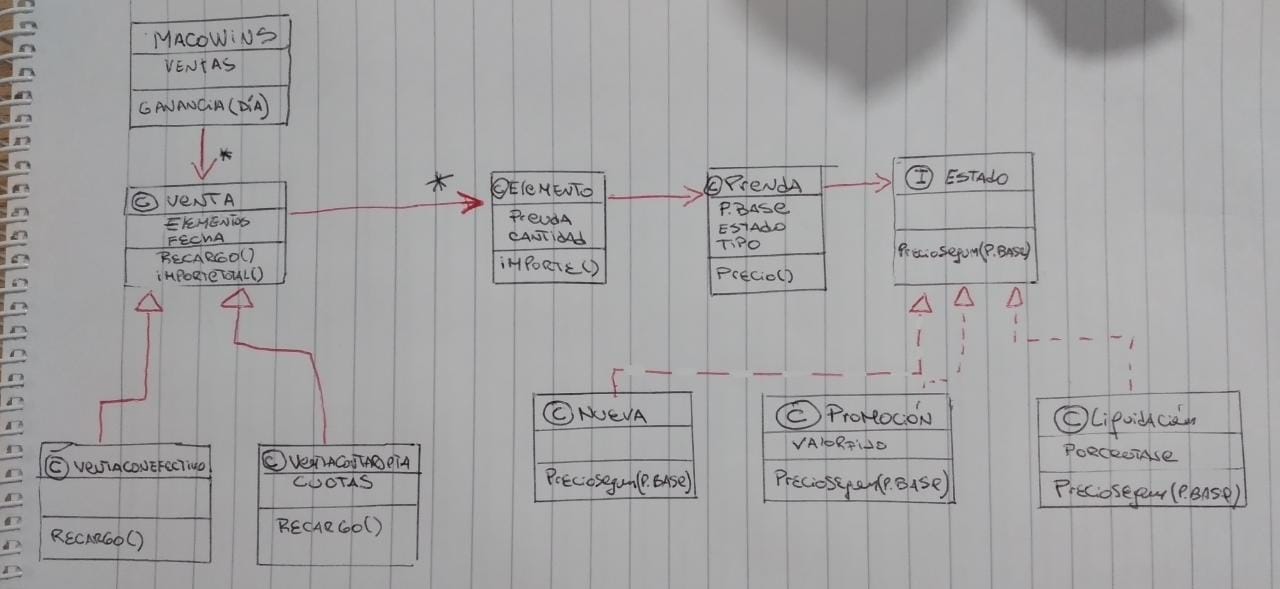 MACOWINS
VENTAS
GANANCIA(DÍA)
*
C VENTA
ELEMENTOS
FECHA
RECARGO()
IMPORTETOTAL()
*
C ELEMENTO
PRENDA
CANTIDAD
IMPORTE()
C PRENDA
P.BASE
ESTADO
TIPO
PRECIO()
I ESTADO
PRECIOSEGUN(P.BASE)
C VENTACONEFECTIVO
RECARGO()
C VENTACONTARJETA
CUOTAS
RECARGO()
C NUEVA
PRECIOSEGUN(P.BASE)
C PROMOCIÓN
VALORFIJO
PRECIOSEGUN(P.BASE)
C LIQUIDACIÓN
PORCENTAJE
PRECIOSEGUN(P.BASE)